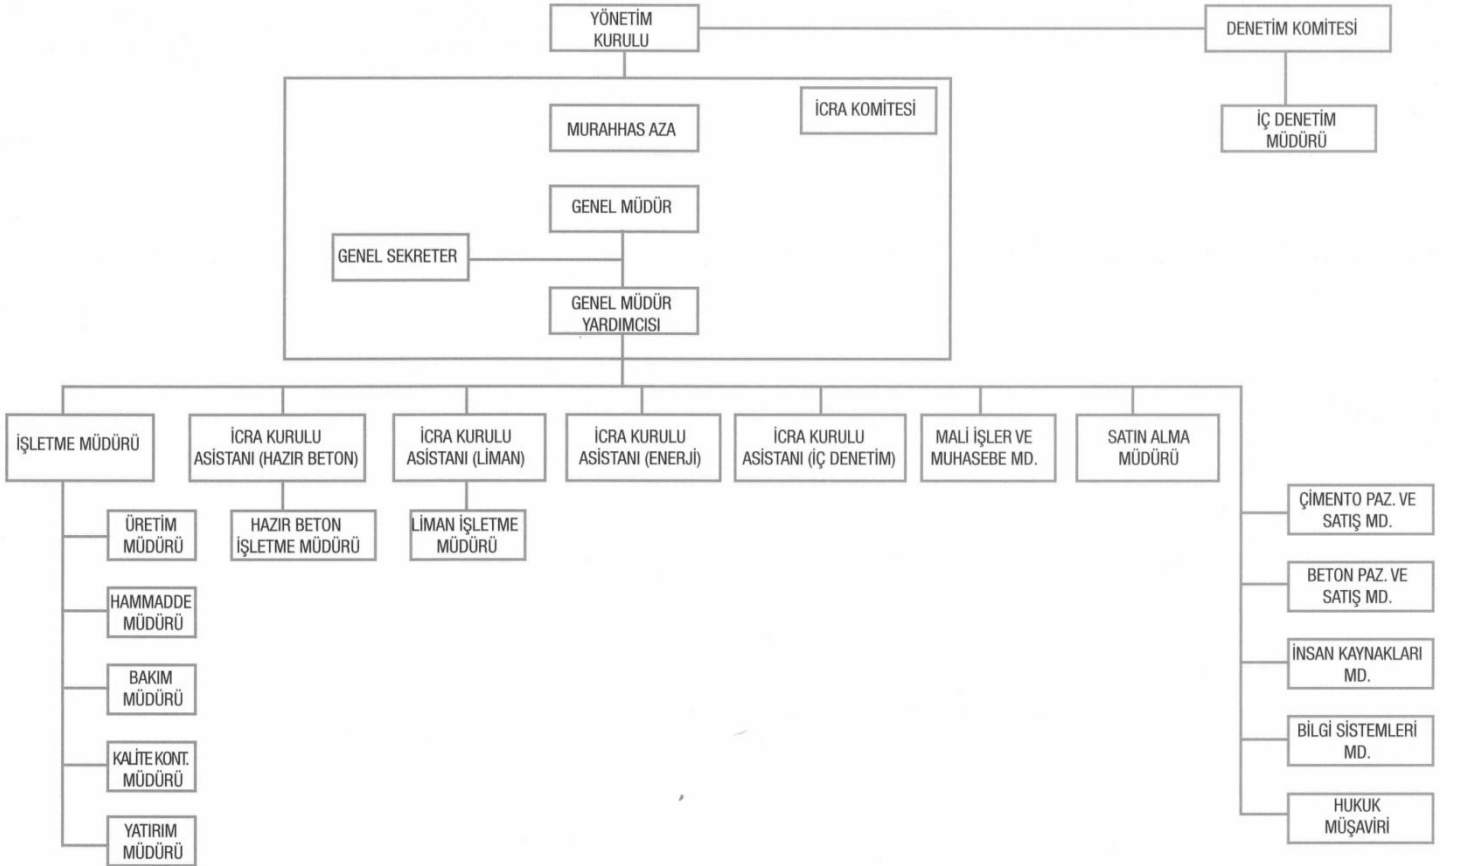 YÖNETİM
KURULU
DENETİM KOMİTESİ
İCRA KOMİTESİ
MURAHHAS AZA
İÇ DENETİM
MÜDÜRÜ
GENEL MÜDÜR
GENEL SEKRETER
GENEL MÜDÜR
YARDIMCISI
İŞLETME MÜDÜRÜ
İCRA KURULU
ASİSTANI (HAZIR BETON)
İCRA KURULU
ASİSTANI (LİMAN)
İCRA KURULU
ASİSTANI (ENERJİ)
İCRA KURULU
ASİSTANI (İÇ DENETİM)
MALİ İŞLER VE
MUHASEBE MD.
SATIN ALMA
MÜDÜRÜ
ÜRETİM
MÜDÜRÜ
HAMMADDE
MÜDÜRÜ
BAKIM
MÜDÜRÜ
KALİTE KONT.
MÜDÜRÜ
YATIRIM
MÜDÜRÜ
HAZIR BETON
İŞLETME MÜDÜRÜ
LİMAN İŞLETME
MÜDÜRÜ
ÇİMENTO PAZ. VE
SATIŞ MD.
BETON PAZ. VE
SATIŞ MD.
İNSAN KAYNAKLARI
MD.
BİLGİ SİSTEMLERİ
MD.
HUKUK
MÜŞAVİRİ